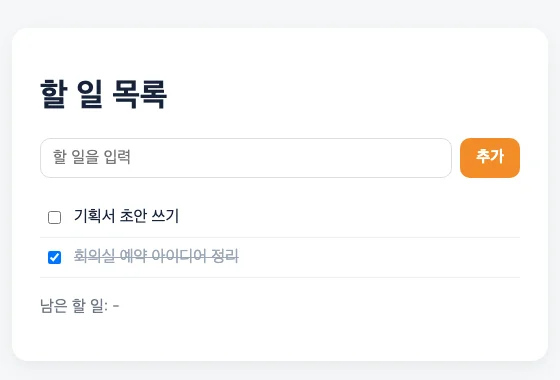 할 일 목록
할 일을 입력
추가
기획서 초안 쓰기
회의실 예약 아이디어 정리
남은 할 일: -